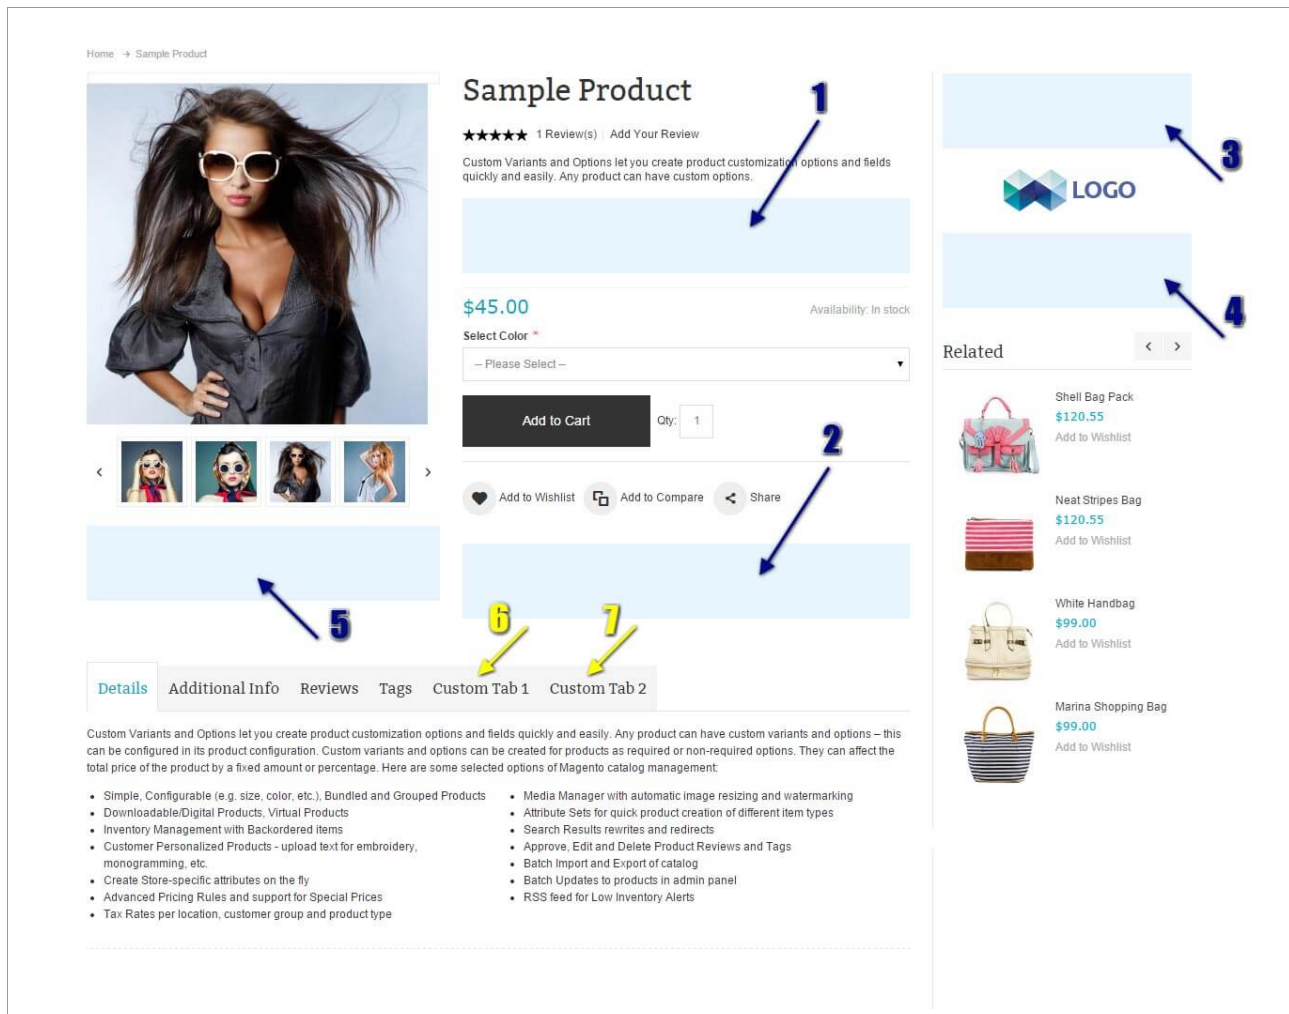 Home → Sample Product
Sample Product
1
★★★★★ 1 Review(s) | Add Your Review
Custom Variants and Options let you create product customization options and fields
quickly and easily. Any product can have custom options.
3
LOGO
$45.00
Availability: In stock
4
Select Color *
-- Please Select --
Add to Cart
Qty: 1
2
Add to Wishlist
Add to Compare
Share
5
6
7
Related
Shell Bag Pack
$120.55
Add to Wishlist
Neat Stripes Bag
$120.55
Add to Wishlist
White Handbag
$99.00
Add to Wishlist
Marina Shopping Bag
$99.00
Add to Wishlist
Details Additional Info Reviews Tags Custom Tab 1 Custom Tab 2
Custom Variants and Options let you create product customization options and fields quickly and easily. Any product can have custom variants and options – this
can be configured in its product configuration. Custom variants and options can be created for products as required or non-required options. They can affect the
total price of the product by a fixed amount or percentage. Here are some selected options of Magento catalog management:
• Simple, Configurable (e.g. size, color, etc.), Bundled and Grouped Products
• Downloadable/Digital Products, Virtual Products
• Inventory Management with Backordered items
• Customer Personalized Products - upload text for embroidery,
monogramming, etc.
• Create Store-specific attributes on the fly
• Advanced Pricing Rules and support for Special Prices
• Tax Rates per location, customer group and product type
• Media Manager with automatic image resizing and watermarking
• Attribute Sets for quick product creation of different item types
• Search Results rewrites and redirects
• Approve, Edit and Delete Product Reviews and Tags
• Batch Import and Export of catalog
• Batch Updates to products in admin panel
• RSS feed for Low Inventory Alerts